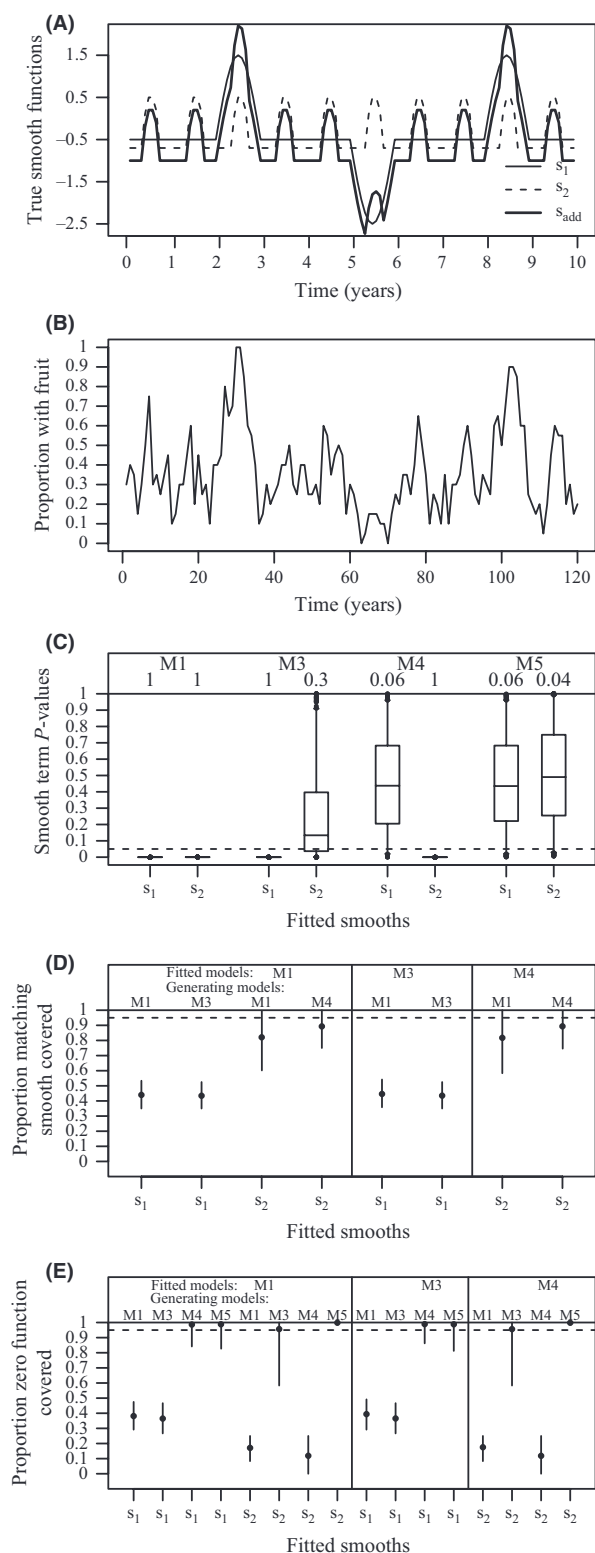 (A)
True smooth functions
1.5
0.5
−0.5
−1.5
−2.5
s1
s2
sadd
0 1 2 3 4 5 6 7 8 9 10
Time (years)
(B)
Proportion with fruit
1
0.9
0.8
0.7
0.6
0.5
0.4
0.3
0.2
0.1
0
0 20 40 60 80 100 120
Time (years)
(C)
Smooth term P-values
M1 M3 M4 M5
1 1 1 0.3 0.06 1 0.06 0.04
1
0.9
0.8
0.7
0.6
0.5
0.4
0.3
0.2
0.1
0
s1 s2 s1 s2 s1 s2 s1 s2
Fitted smooths
(D)
Proportion matching
smooth covered
Fitted models: M1 M3 M4
Generating models:
M1 M3 M1 M4 M1 M3 M1 M4
1
0.9
0.8
0.7
0.6
0.5
0.4
0.3
0.2
0.1
0
s1 s1 s2 s2 s1 s1 s2 s2
Fitted smooths
(E)
Proportion zero function
covered
Fitted models: M1 M3 M4
Generating models:
M1 M3 M4 M5 M1 M3 M4 M5 M1 M3 M4 M5 M1 M3 M4 M5
1
0.9
0.8
0.7
0.6
0.5
0.4
0.3
0.2
0.1
0
s1 s1 s1 s1 s2 s2 s2 s2 s1 s1 s1 s1 s2 s2 s2 s2
Fitted smooths